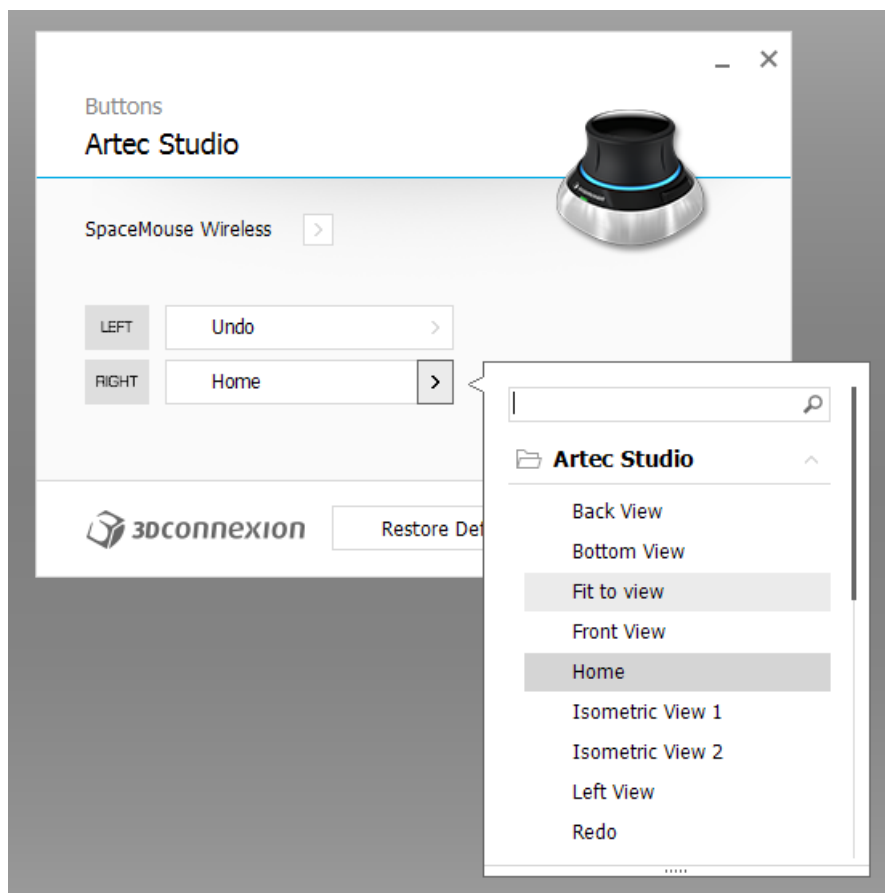 Buttons
Artec Studio
SpaceMouse Wireless
LEFT
Undo
RIGHT
Home
3Dconnexion
Restore Def
Artec Studio
Back View
Bottom View
Fit to view
Front View
Home
Isometric View 1
Isometric View 2
Left View
Redo